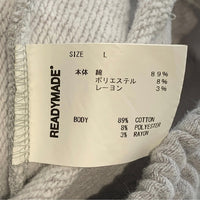 READYMADE®
SIZE L
本体 綿 89%
ポリエステル 8%
レーヨン 3%
BODY 89% COTTON
8% POLYESTER
3% RAYON